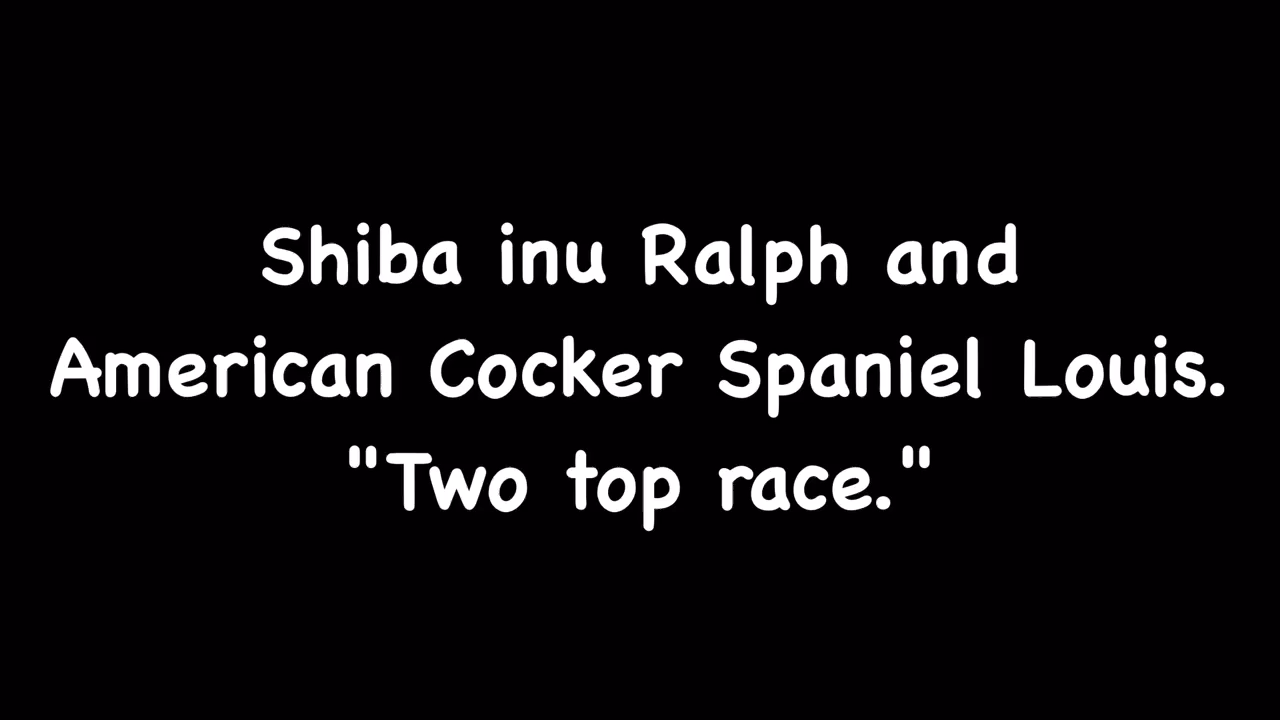 Shiba inu Ralph and
American Cocker Spaniel Louis.
"Two top race."